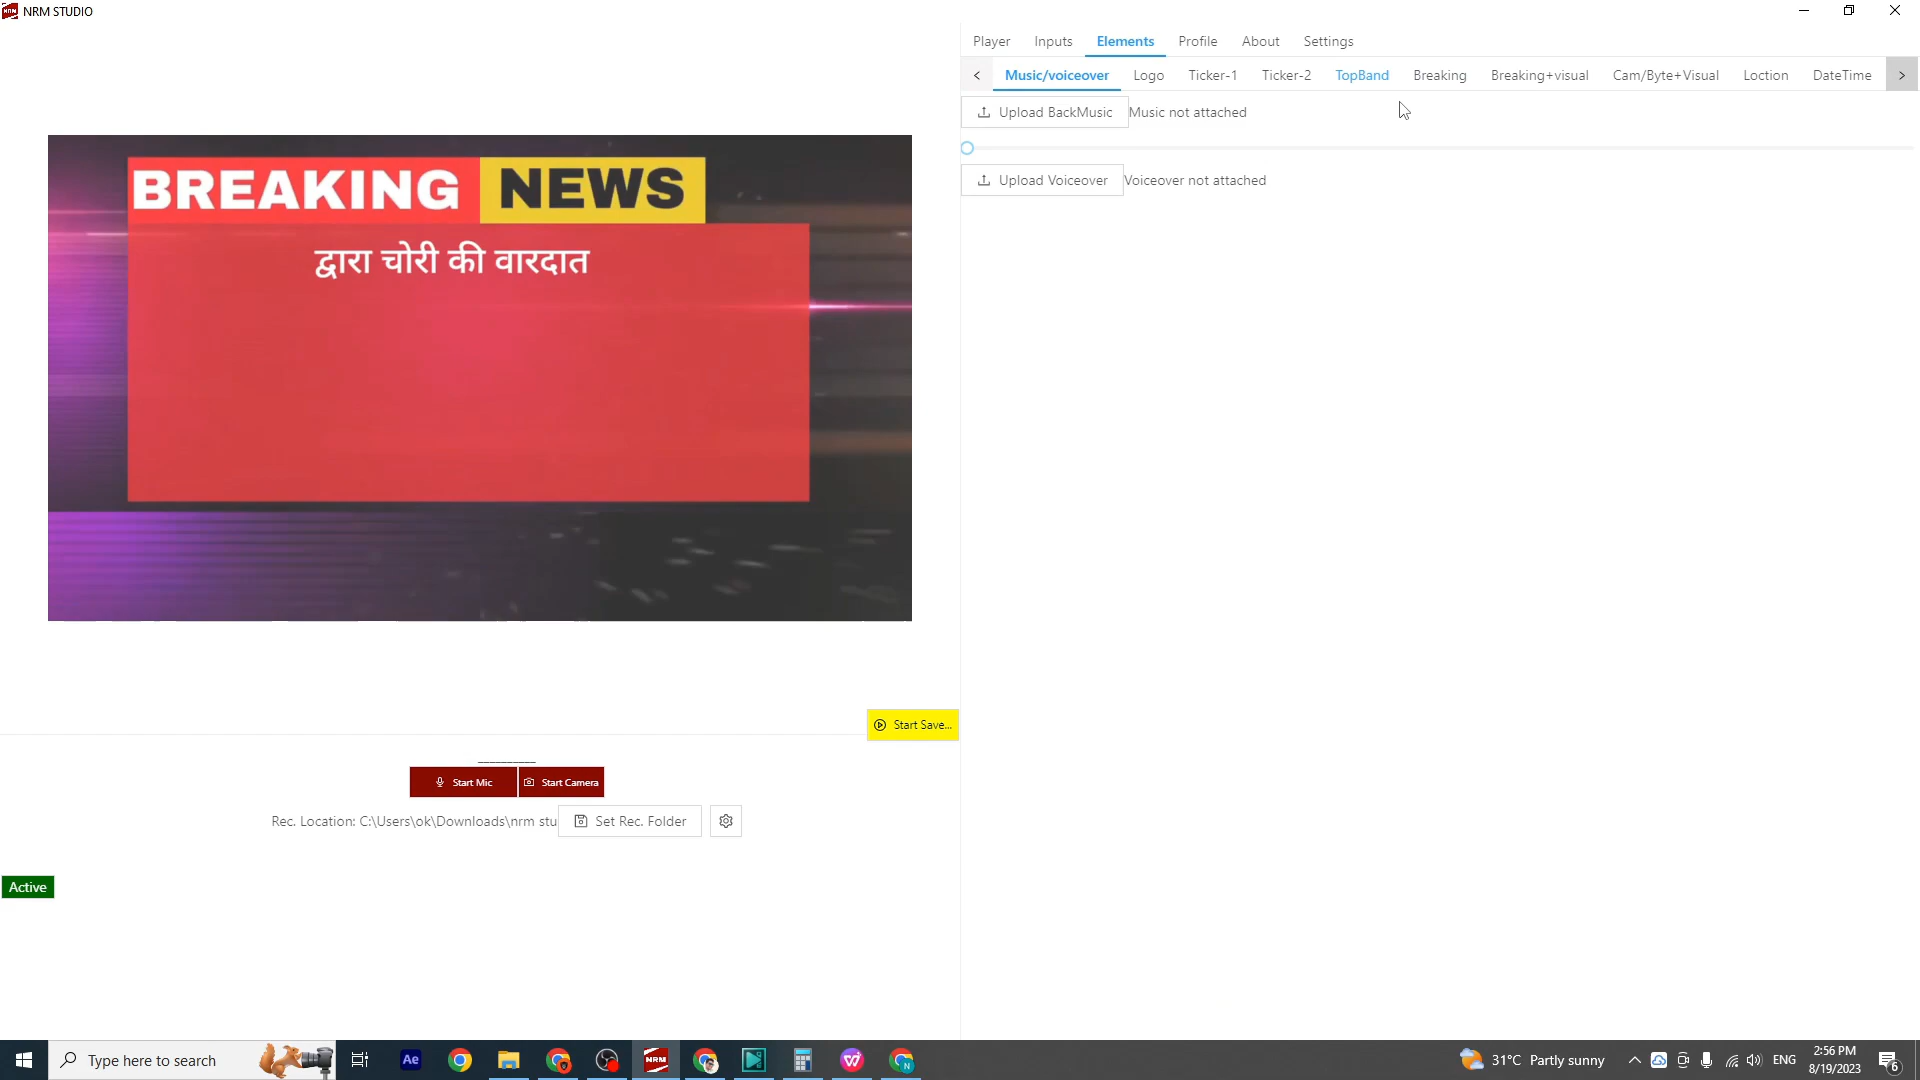 NRM STUDIO
Player Inputs Elements Profile About Settings
Music/voiceover Logo Ticker-1 Ticker-2 TopBand Breaking Breaking+visual Cam/Byte+Visual Loction DateTime
Upload BackMusic Music not attached
Upload Voiceover Voiceover not attached
BREAKING NEWS
द्वारा चोरी की वारदात
Start Save...
Start Mic Start Camera
Rec. Location: C:\Users\ok\Downloads\nrm stu Set Rec. Folder
Active
Type here to search Ae NRM N 31°C Partly sunny ENG 2:56 PM
8/19/2023 6